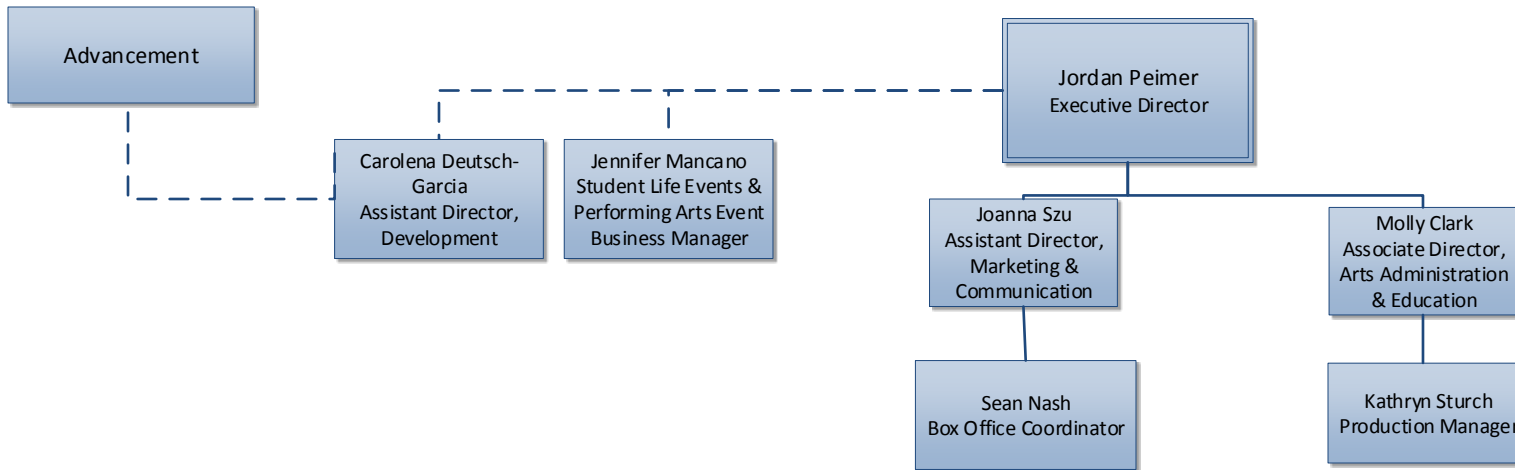 Advancement
Jordan Peimer
Executive Director
Carolena Deutsch-
Garcia
Assistant Director,
Development
Jennifer Mancano
Student Life Events &
Performing Arts Event
Business Manager
Joanna Szu
Assistant Director,
Marketing &
Communication
Molly Clark
Associate Director,
Arts Administration
& Education
Sean Nash
Box Office Coordinator
Kathryn Sturch
Production Manager